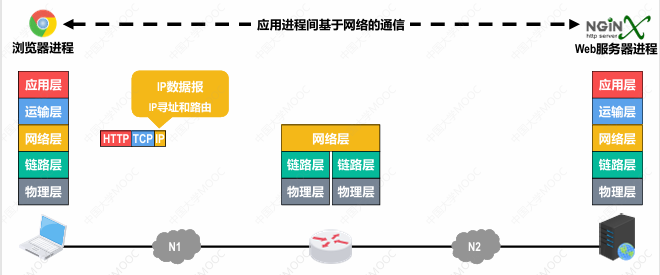 应用进程间基于网络的通信
浏览器进程
NGiNX
http server
Web服务器进程
IP数据报
IP寻址和路由
应用层
运输层
网络层
链路层
物理层
HTTP TCP IP
网络层
链路层 链路层
物理层 物理层
应用层
运输层
网络层
链路层
物理层
N1
N2